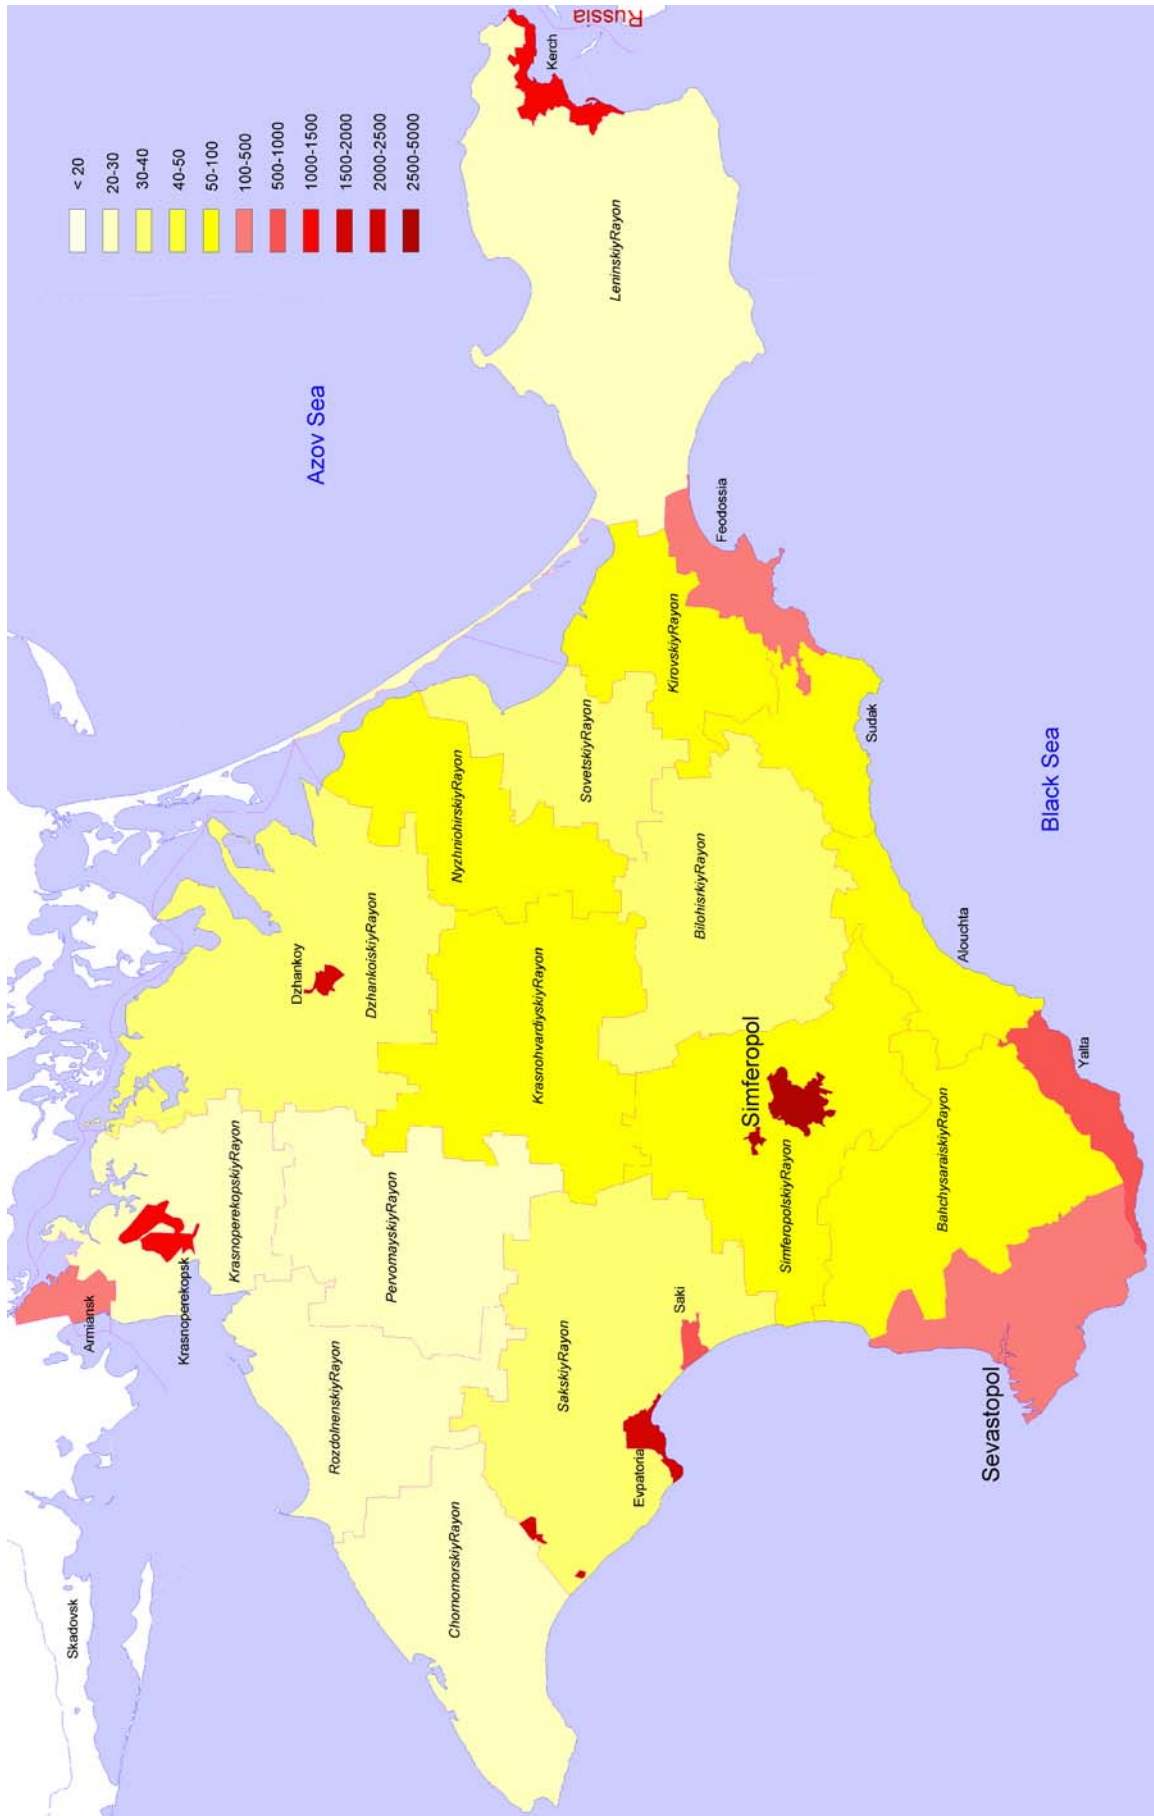 Russia
Kerch
< 20
20-30
30-40
40-50
50-100
100-500
500-1000
1000-1500
1500-2000
2000-2500
2500-5000
LeninskiyRayon
Azov Sea
Feodossia
KirovskiyRayon
Sudak
Black Sea
SovetskiyRayon
NyzhniohirskiyRayon
BilohisrkiyRayon
Alouchta
Dzhankoy
DzhankoiskiyRayon
KrasnohvardiyskiyRayon
Simferopol
SimferopolskiyRayon
Yalta
BahchysaraiskiyRayon
KrasnoperekopskiyRayon
PervomayskiyRayon
Krasnoperekopsk
Armiansk
Saki
SakskiyRayon
RozdolnenskiyRayon
Evpatoria
Sevastopol
ChornomorskiyRayon
Skadovsk